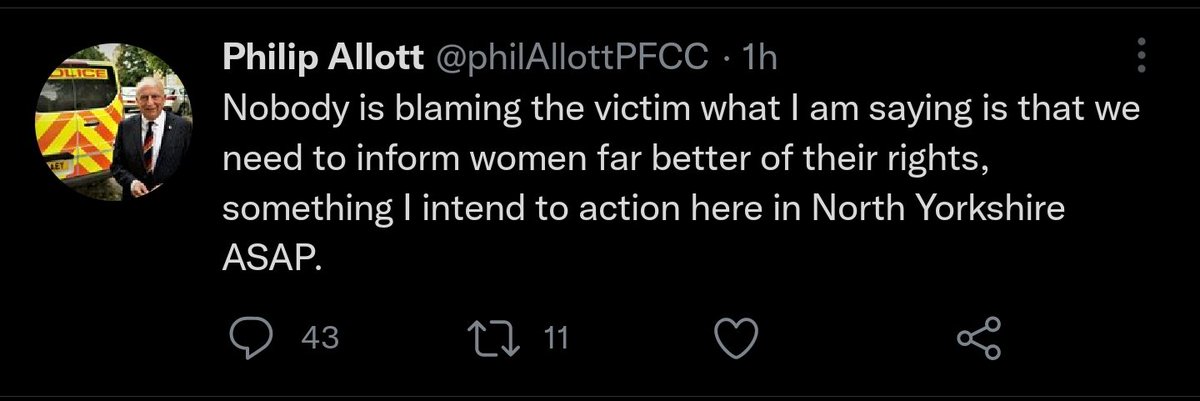 Philip Allott @philAllottPFCC · 1h
Nobody is blaming the victim what I am saying is that we
need to inform women far better of their rights,
something I intend to action here in North Yorkshire
ASAP.
43 11
OLICE